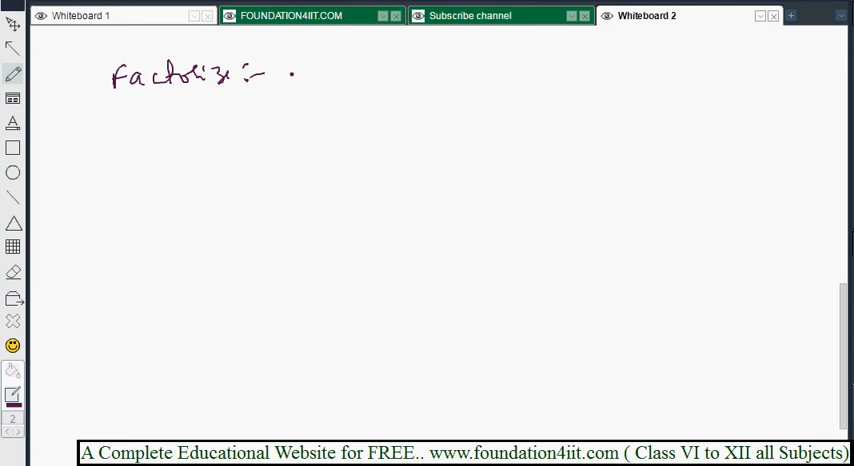 Whiteboard 1 FOUNDATION4IIT.COM Subscribe channel Whiteboard 2
Factorize :-
2
A Complete Educational Website for FREE.. www.foundation4iit.com ( Class VI to XII all Subjects)